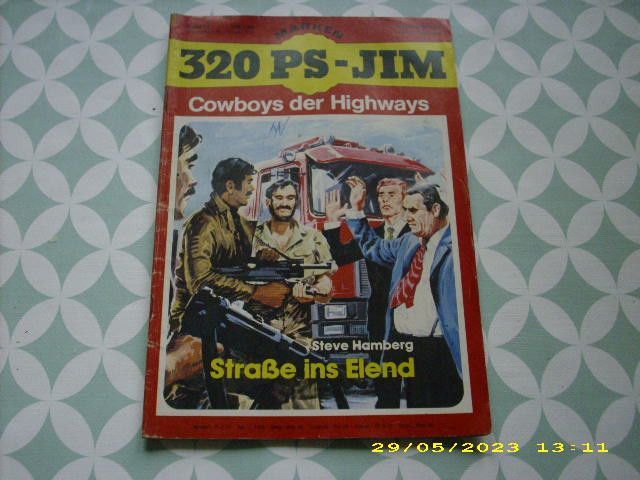 MARKEN
320 PS-JIM
Cowboys der Highways
Steve Hamberg
Straße ins Elend
29/05/2023 13:11